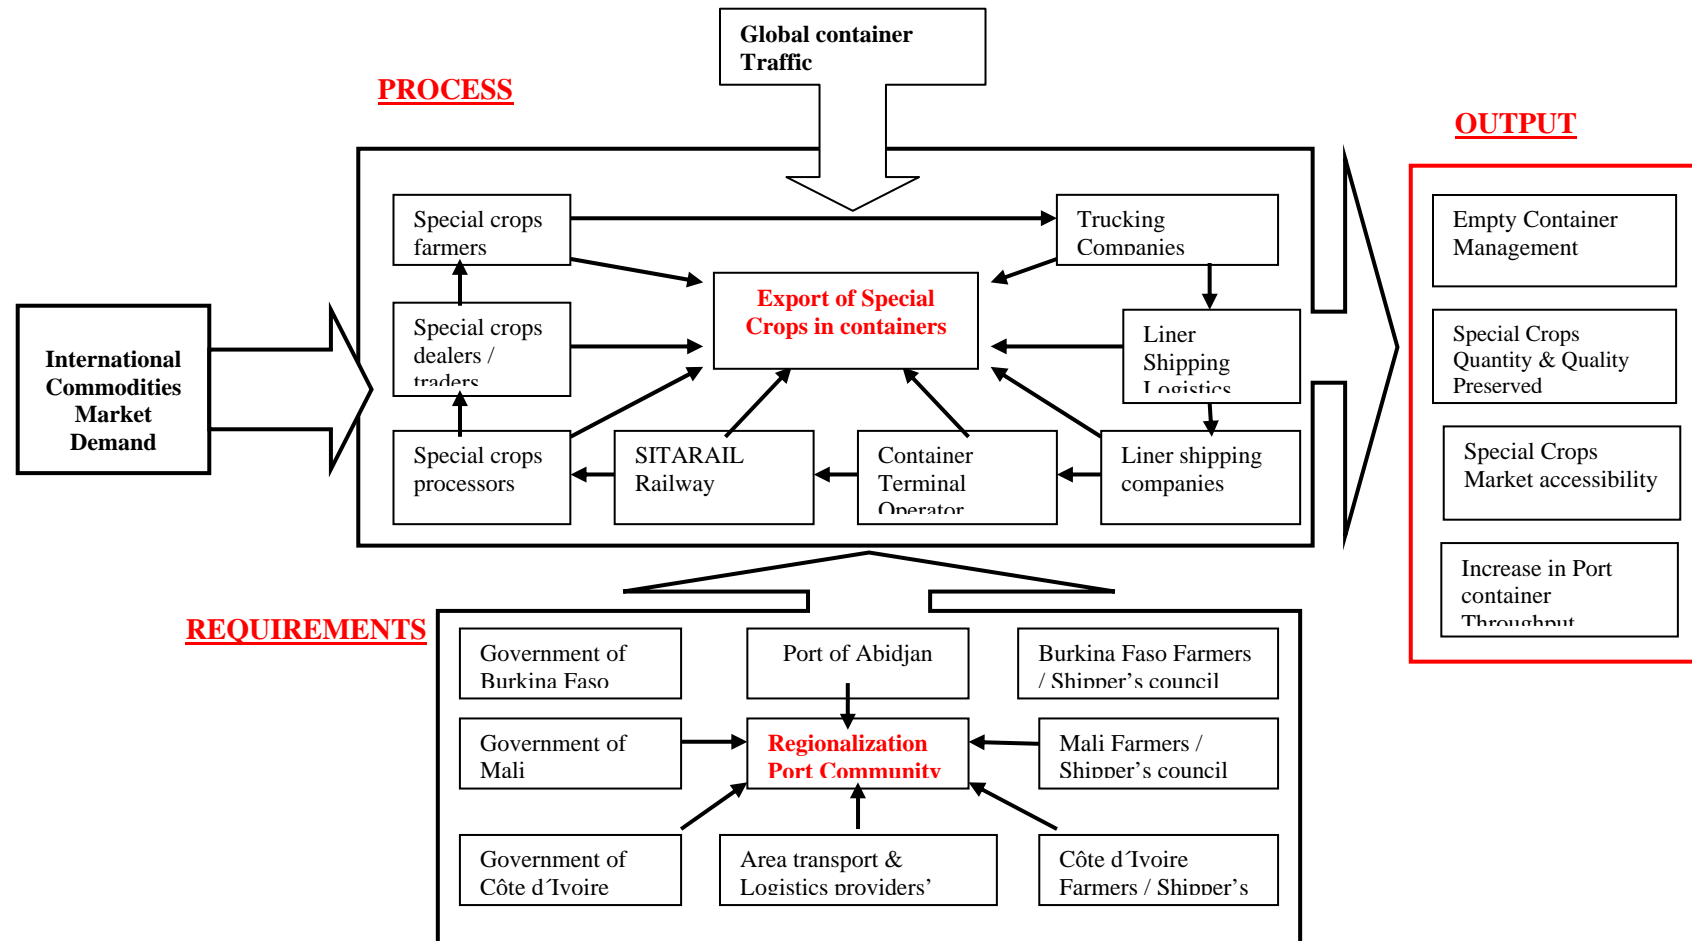 Global container
Traffic
PROCESS
OUTPUT
Special crops
farmers
Trucking
Companies
Empty Container
Management
Export of Special
Crops in containers
International
Commodities
Market
Demand
Special crops
dealers /
traders
Liner
Shipping
Logistics
Special Crops
Quantity & Quality
Preserved
Special crops
processors
SITARAIL
Railway
Container
Terminal
Operator
Liner shipping
companies
Special Crops
Market accessibility
Increase in Port
container
Throughput
REQUIREMENTS
Government of
Burkina Faso
Port of Abidjan
Burkina Faso Farmers
/ Shipper's council
Government of
Mali
Regionalization
Port Community
Mali Farmers /
Shipper's council
Government of
Côte d´Ivoire
Area transport &
Logistics providers'
Côte d´Ivoire
Farmers / Shipper's